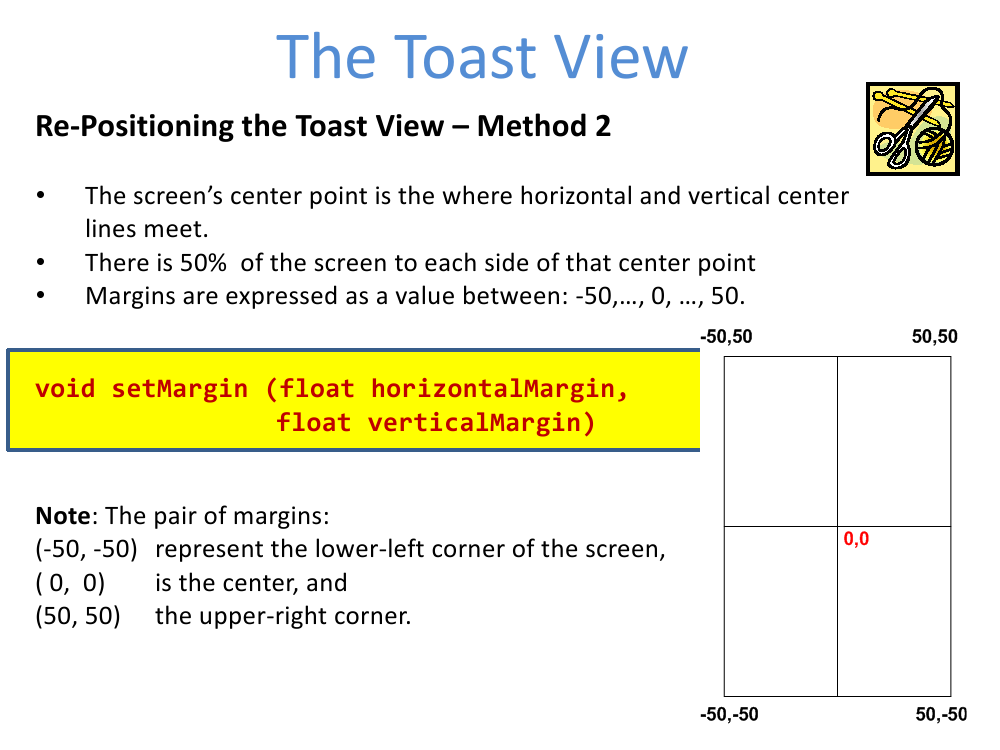 The Toast View
Re-Positioning the Toast View – Method 2
• The screen’s center point is the where horizontal and vertical center
lines meet.
• There is 50%  of the screen to each side of that center point
• Margins are expressed as a value between: -50,…, 0, …, 50.
-50,50 50,50
void setMargin (float horizontalMargin,
float verticalMargin)
Note: The pair of margins:
(-50, -50) represent the lower-left corner of the screen,
0,0
( 0,  0) is the center, and
(50, 50) the upper-right corner.
-50,-50 50,-50